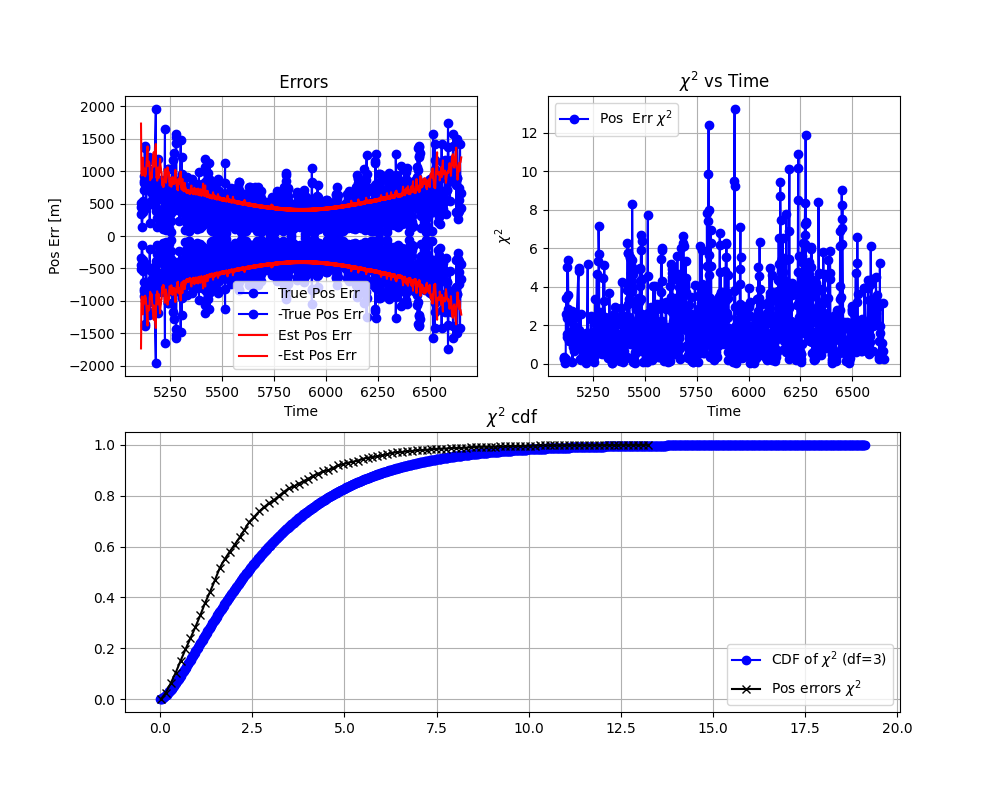 Errors
2000
1500
1000
500
0
−500
−1000
−1500
−2000
Pos Err [m]
True Pos Err
-True Pos Err
Est Pos Err
-Est Pos Err
5250 5500 5750 6000 6250 6500
Time
χ² vs Time
Pos Err χ²
12
10
8
6
4
2
0
χ²
5250 5500 5750 6000 6250 6500
Time
χ² cdf
1.0
0.8
0.6
0.4
0.2
0.0
CDF of χ² (df=3)
Pos errors χ²
0.0 2.5 5.0 7.5 10.0 12.5 15.0 17.5 20.0